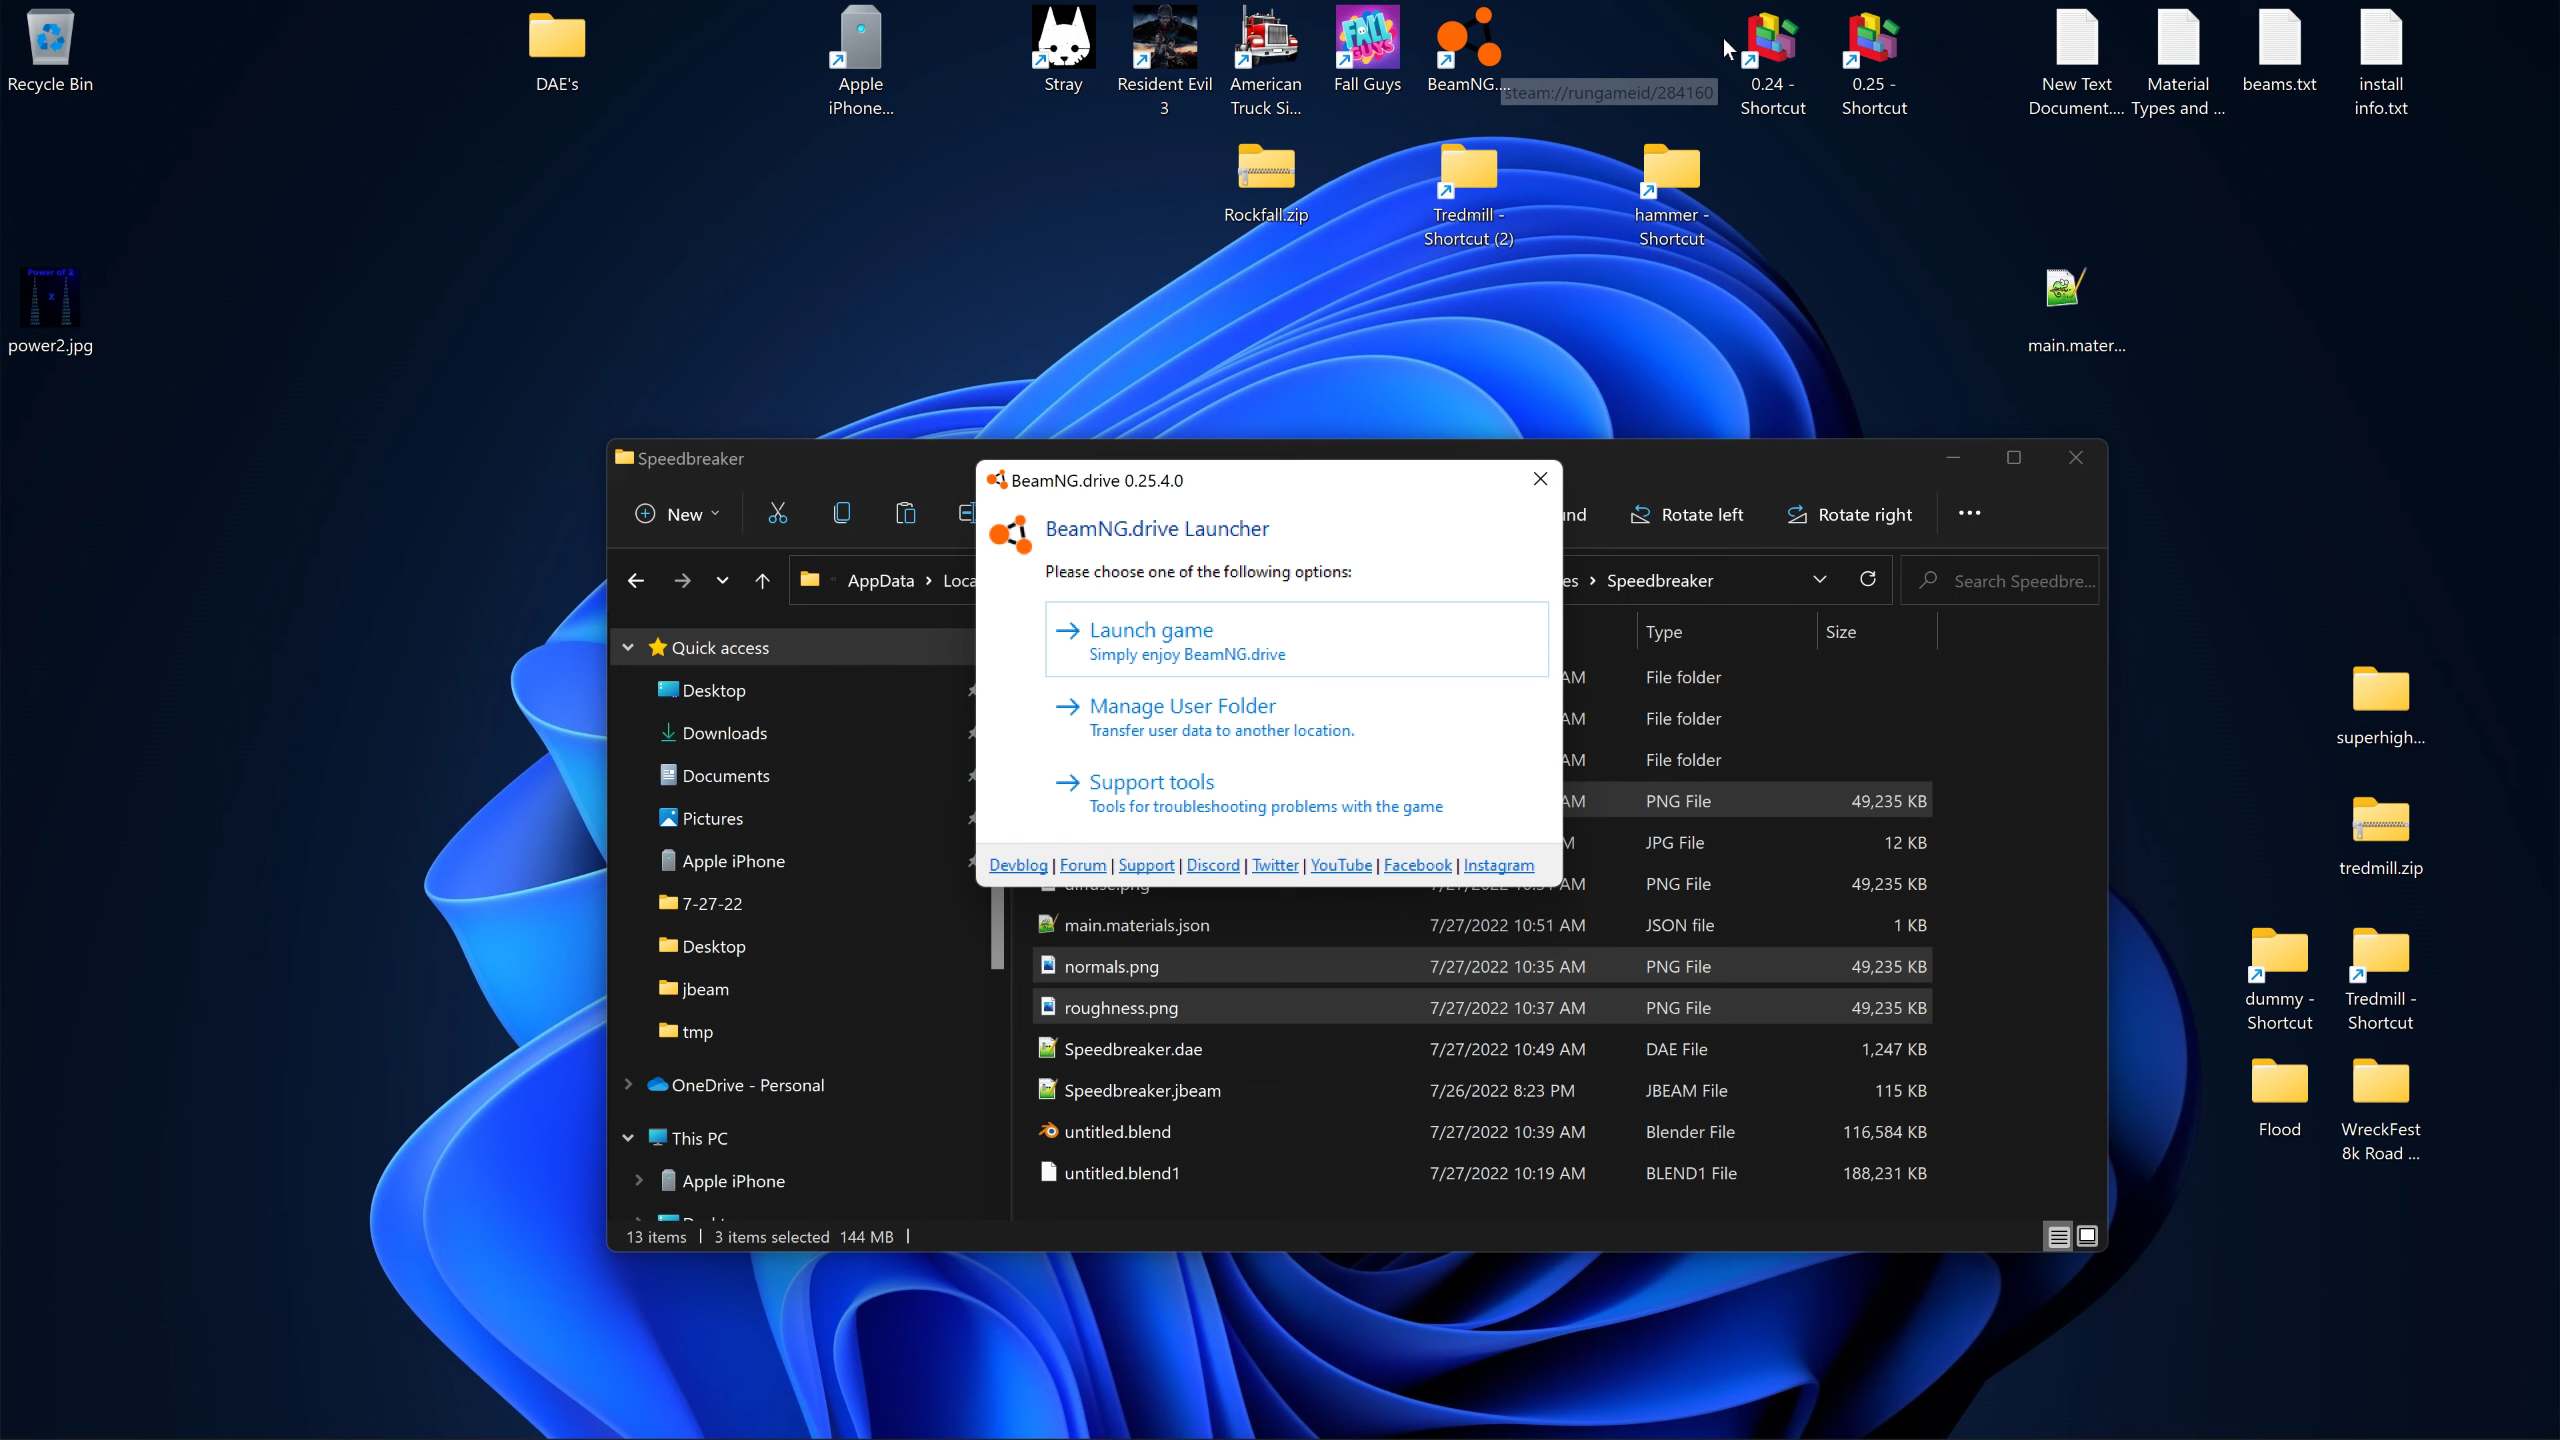 Recycle Bin
DAE's
Apple
iPhone...
Stray
Resident Evil
3
American
Truck Si...
Fall Guys
BeamNG....
steam://rungameid/284160
0.24 -
Shortcut
0.25 -
Shortcut
New Text
Document....
Material
Types and ...
beams.txt
install
info.txt
Rockfall.zip
Tredmill -
Shortcut (2)
hammer -
Shortcut
Power of 2
X
power2.jpg
main.mater...
Speedbreaker
New
Rotate left
Rotate right
AppData
Speedbreaker
Search Speedbre...
BeamNG.drive 0.25.4.0
BeamNG.drive Launcher
Please choose one of the following options:
Launch game
Simply enjoy BeamNG.drive
Manage User Folder
Transfer user data to another location.
Support tools
Tools for troubleshooting problems with the game
Devblog | Forum | Support | Discord | Twitter | YouTube | Facebook | Instagram
Quick access
Desktop
Downloads
Documents
Pictures
Apple iPhone
7-27-22
Desktop
jbeam
tmp
OneDrive - Personal
This PC
Apple iPhone
Type Size
AM File folder
AM File folder
AM File folder
AM PNG File 49,235 KB
JPG File 12 KB
AM PNG File 49,235 KB
main.materials.json 7/27/2022 10:51 AM JSON file 1 KB
normals.png 7/27/2022 10:35 AM PNG File 49,235 KB
roughness.png 7/27/2022 10:37 AM PNG File 49,235 KB
Speedbreaker.dae 7/27/2022 10:49 AM DAE File 1,247 KB
Speedbreaker.jbeam 7/26/2022 8:23 PM JBEAM File 115 KB
untitled.blend 7/27/2022 10:39 AM Blender File 116,584 KB
untitled.blend1 7/27/2022 10:19 AM BLEND1 File 188,231 KB
13 items | 3 items selected 144 MB |
superhigh...
tredmill.zip
dummy -
Shortcut
Tredmill -
Shortcut
Flood
WreckFest
8k Road ...